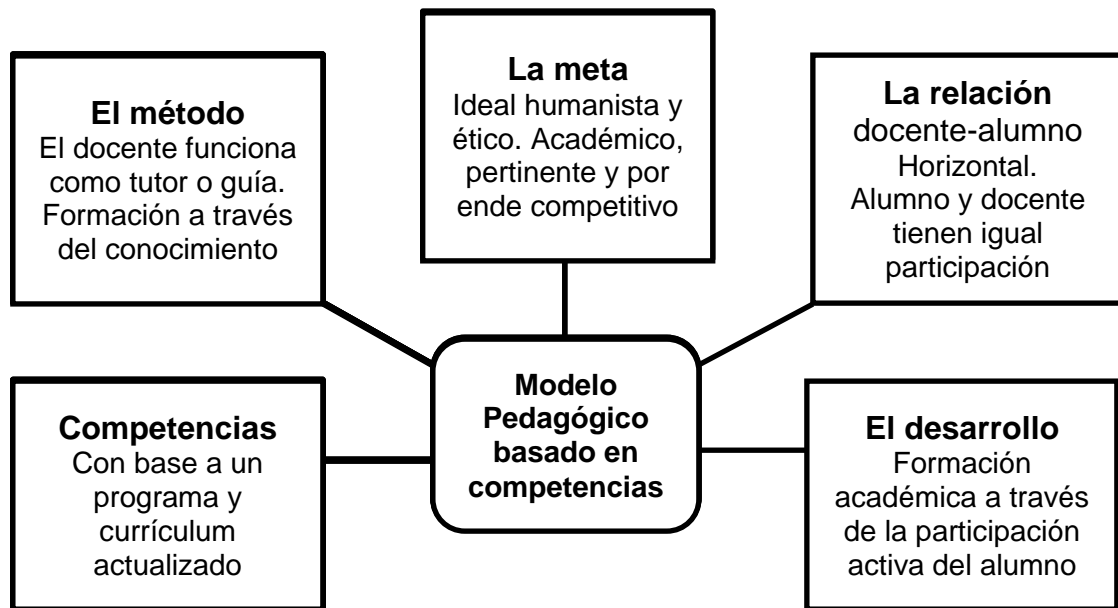 El método
El docente funciona
como tutor o guía.
Formación a través
del conocimiento
La meta
Ideal humanista y
ético. Académico,
pertinente y por
ende competitivo
La relación
docente-alumno
Horizontal.
Alumno y docente
tienen igual
participación
Modelo
Pedagógico
basado en
competencias
Competencias
Con base a un
programa y
currículum
actualizado
El desarrollo
Formación
académica a través
de la participación
activa del alumno